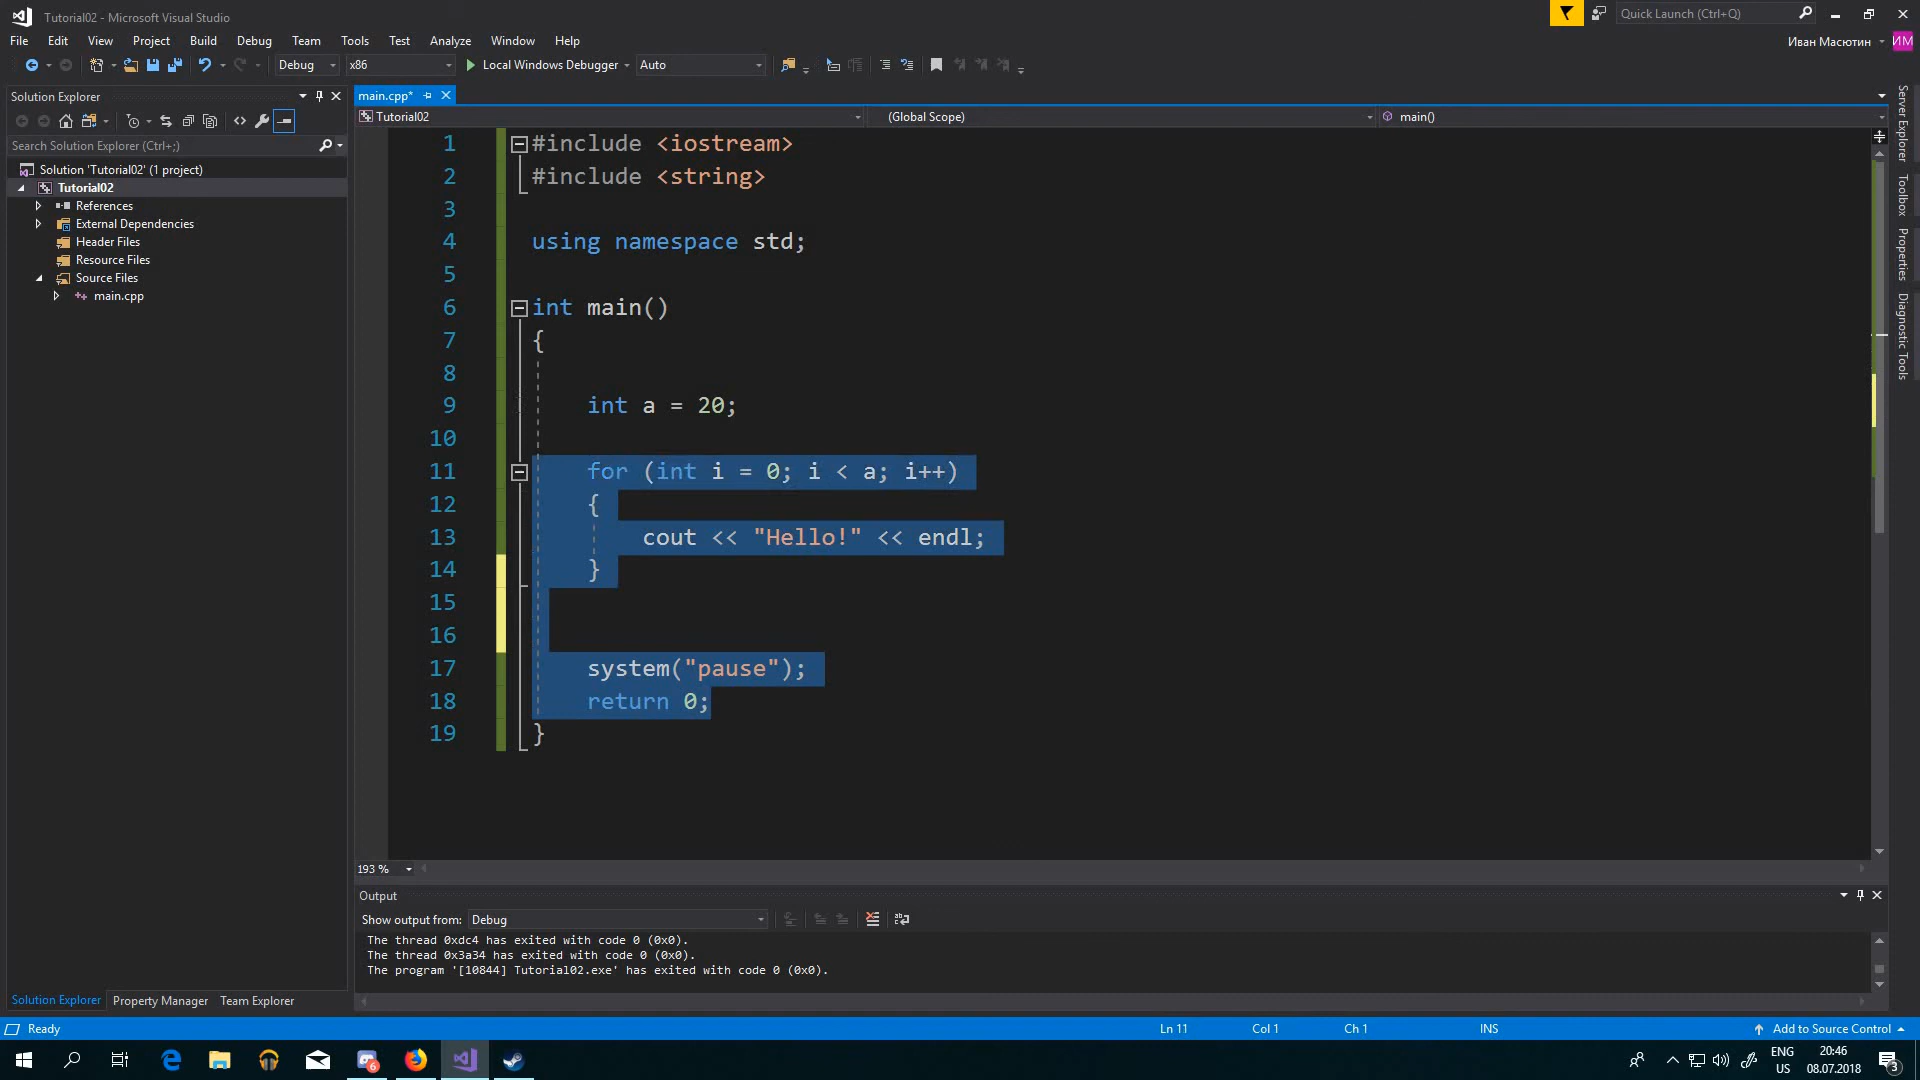 Tutorial02 - Microsoft Visual Studio
Quick Launch (Ctrl+Q)
File Edit View Project Build Debug Team Tools Test Analyze Window Help
Иван Масютин ИМ
Debug x86 Local Windows Debugger Auto
Solution Explorer
Search Solution Explorer (Ctrl+;)
Solution 'Tutorial02' (1 project)
Tutorial02
References
External Dependencies
Header Files
Resource Files
Source Files
main.cpp
Solution Explorer Property Manager Team Explorer
main.cpp*
Tutorial02 (Global Scope) main()
1 #include <iostream>
2 #include <string>
3
4 using namespace std;
5
6 int main()
7 {
8
9 int a = 20;
10
11 for (int i = 0; i < a; i++)
12 {
13 cout << "Hello!" << endl;
14 }
15
16
17 system("pause");
18 return 0;
19 }
193 %
Output
Show output from: Debug
The thread 0xdc4 has exited with code 0 (0x0).
The thread 0x3a34 has exited with code 0 (0x0).
The program '[10844] Tutorial02.exe' has exited with code 0 (0x0).
Server Explorer
Toolbox
Properties
Diagnostic Tools
Ready Ln 11 Col 1 Ch 1 INS Add to Source Control
6
ENG
US
20:46
08.07.2018
3